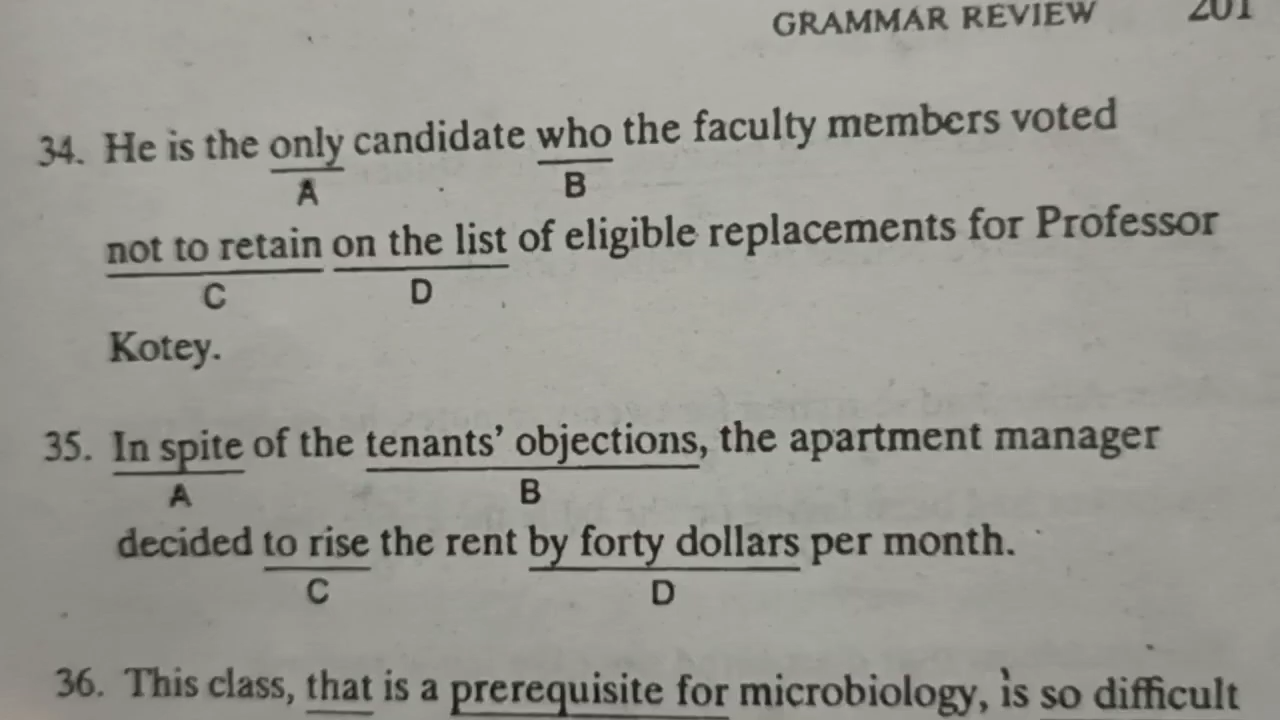 GRAMMAR REVIEW 201
34. He is the only candidate who the faculty members voted
A B
not to retain on the list of eligible replacements for Professor
C D
Kotey.
35. In spite of the tenants' objections, the apartment manager
A B
decided to rise the rent by forty dollars per month.
C D
36. This class, that is a prerequisite for microbiology, is so difficult